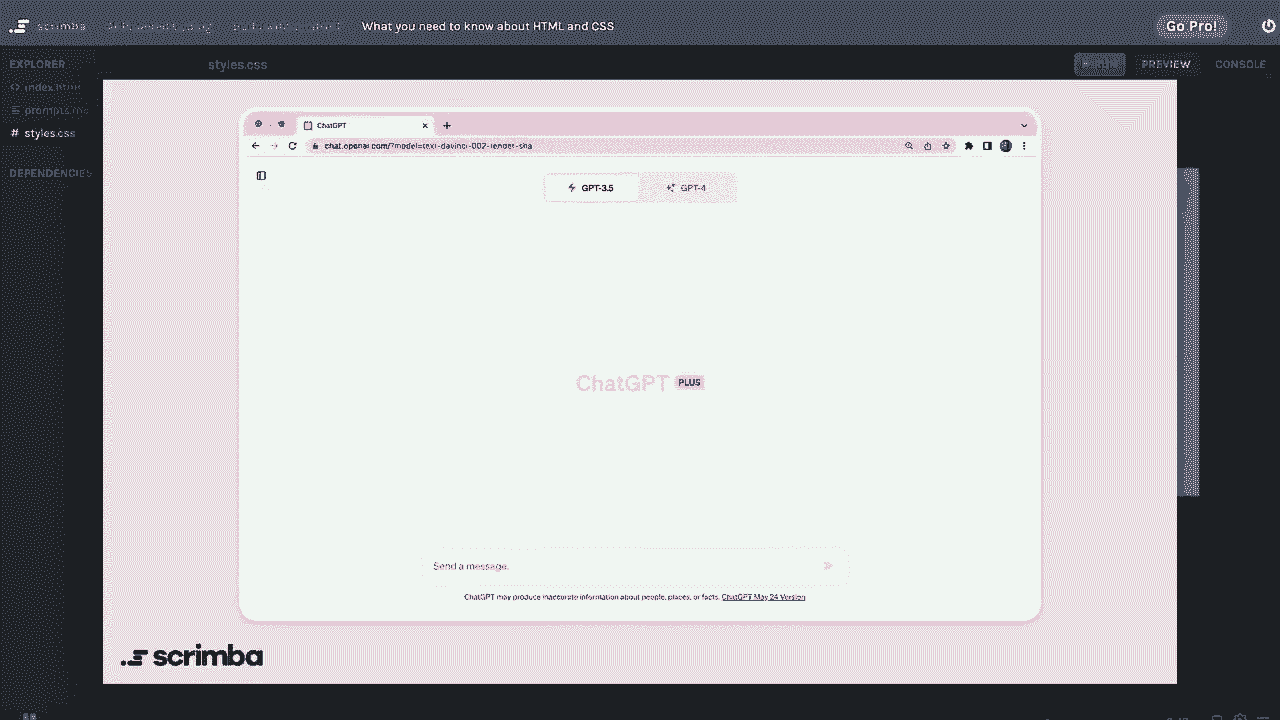 scrimba What you need to know about HTML and CSS Go Pro!
EXPLORER styles.css PREVIEW CONSOLE
index.html
prompts.md
styles.css
DEPENDENCIES
ChatGPT
chat.openai.com/?model=text-davinci-002-render-sha
GPT-3.5 GPT-4
ChatGPT PLUS
Send a message.
ChatGPT may produce inaccurate information about people, places, or facts. ChatGPT May 24 Version
scrimba